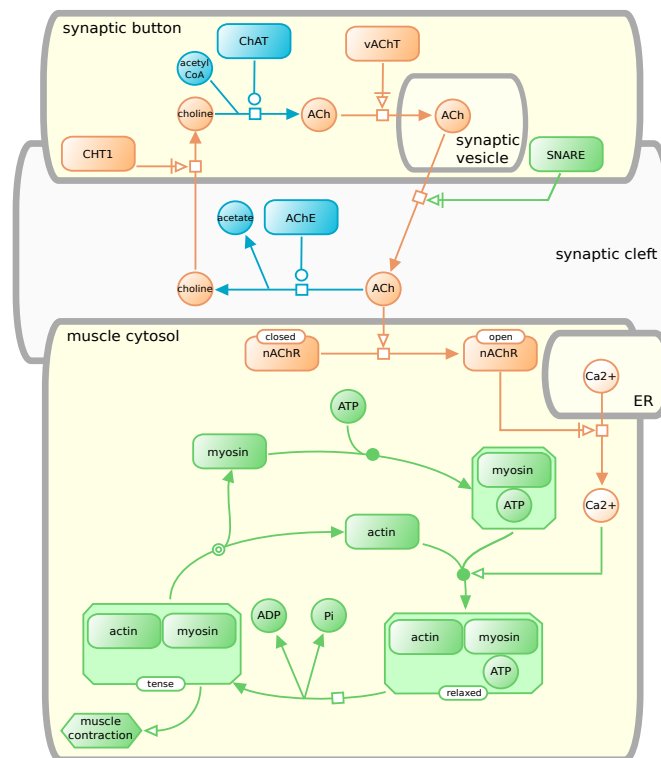 synaptic button
ChAT
vAChT
acetyl
CoA
choline
ACh
ACh
synaptic
vesicle
CHT1
SNARE
acetate
AChE
synaptic cleft
choline
ACh
muscle cytosol
closed
nAChR
open
nAChR
Ca2+
ER
ATP
myosin
myosin
ATP
Ca2+
actin
actin
myosin
tense
ADP
Pi
actin
myosin
ATP
relaxed
muscle
contraction